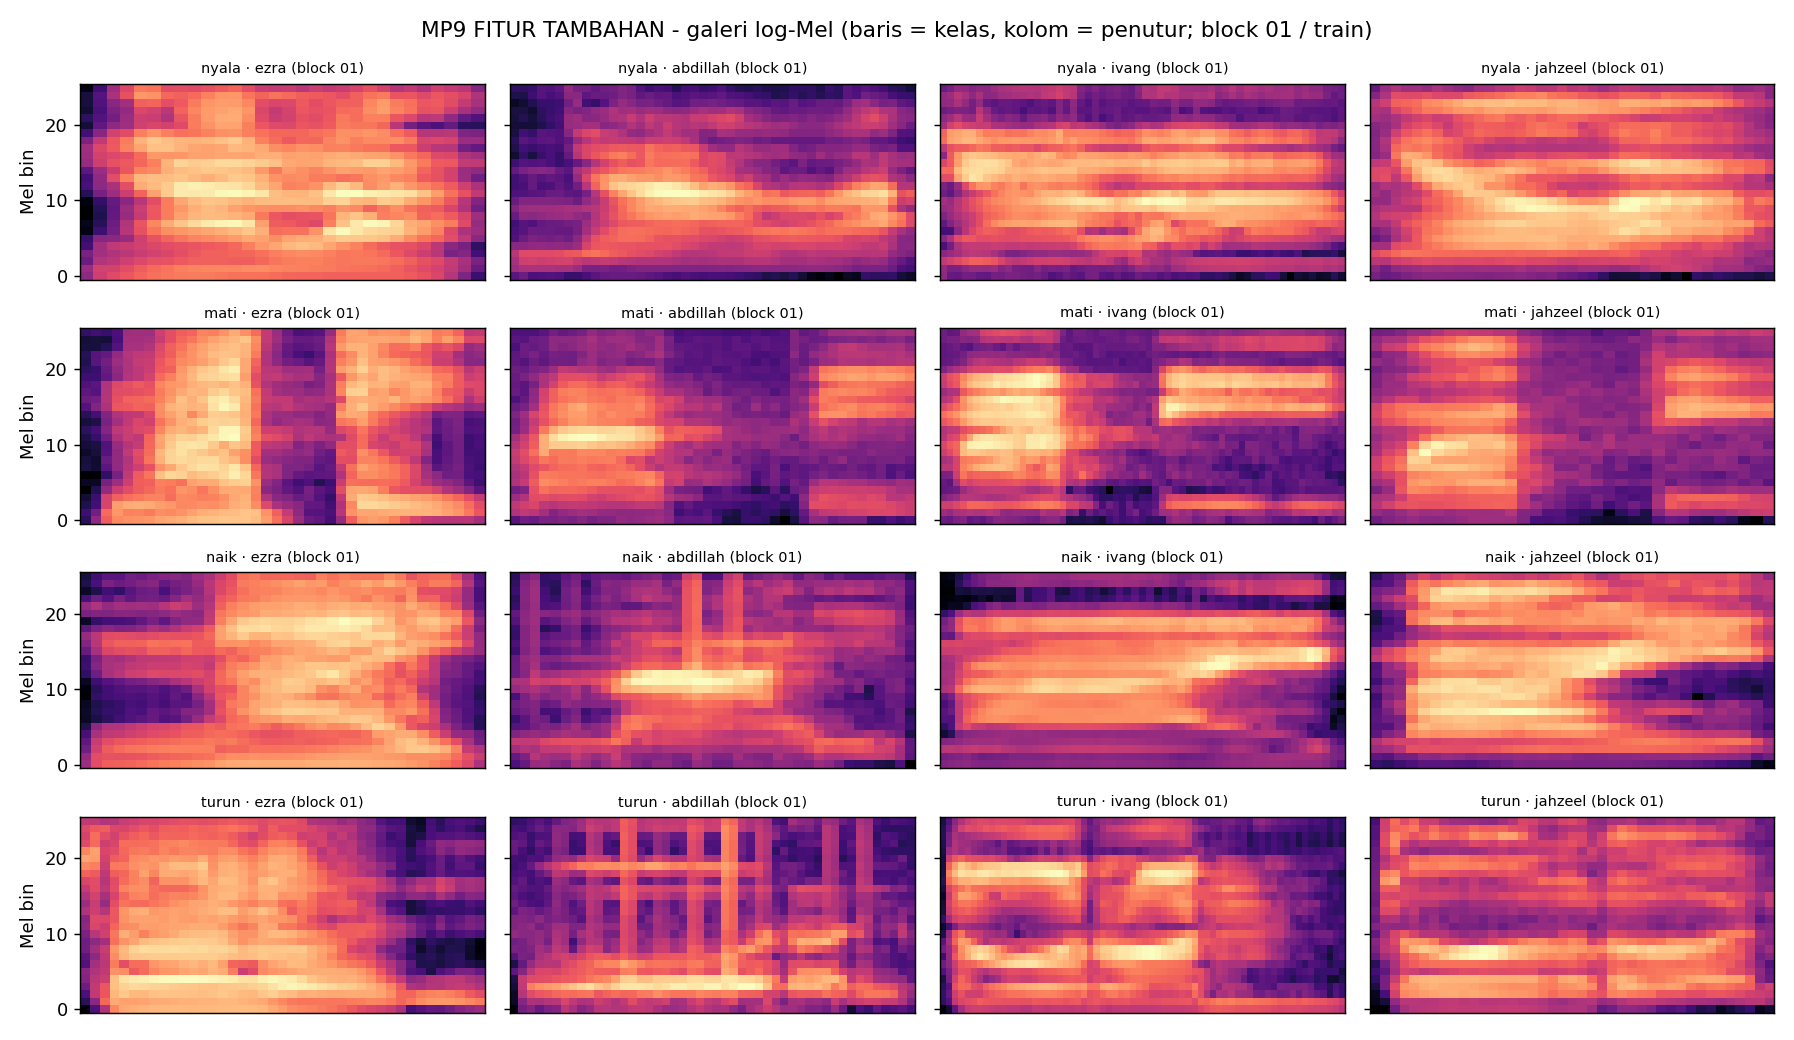 MP9 FITUR TAMBAHAN - galeri log-Mel (baris = kelas, kolom = penutur; block 01 / train)
nyala · ezra (block 01)
nyala · abdillah (block 01)
nyala · ivang (block 01)
nyala · jahzeel (block 01)
Mel bin
20
10
0
mati · ezra (block 01)
mati · abdillah (block 01)
mati · ivang (block 01)
mati · jahzeel (block 01)
Mel bin
20
10
0
naik · ezra (block 01)
naik · abdillah (block 01)
naik · ivang (block 01)
naik · jahzeel (block 01)
Mel bin
20
10
0
turun · ezra (block 01)
turun · abdillah (block 01)
turun · ivang (block 01)
turun · jahzeel (block 01)
Mel bin
20
10
0